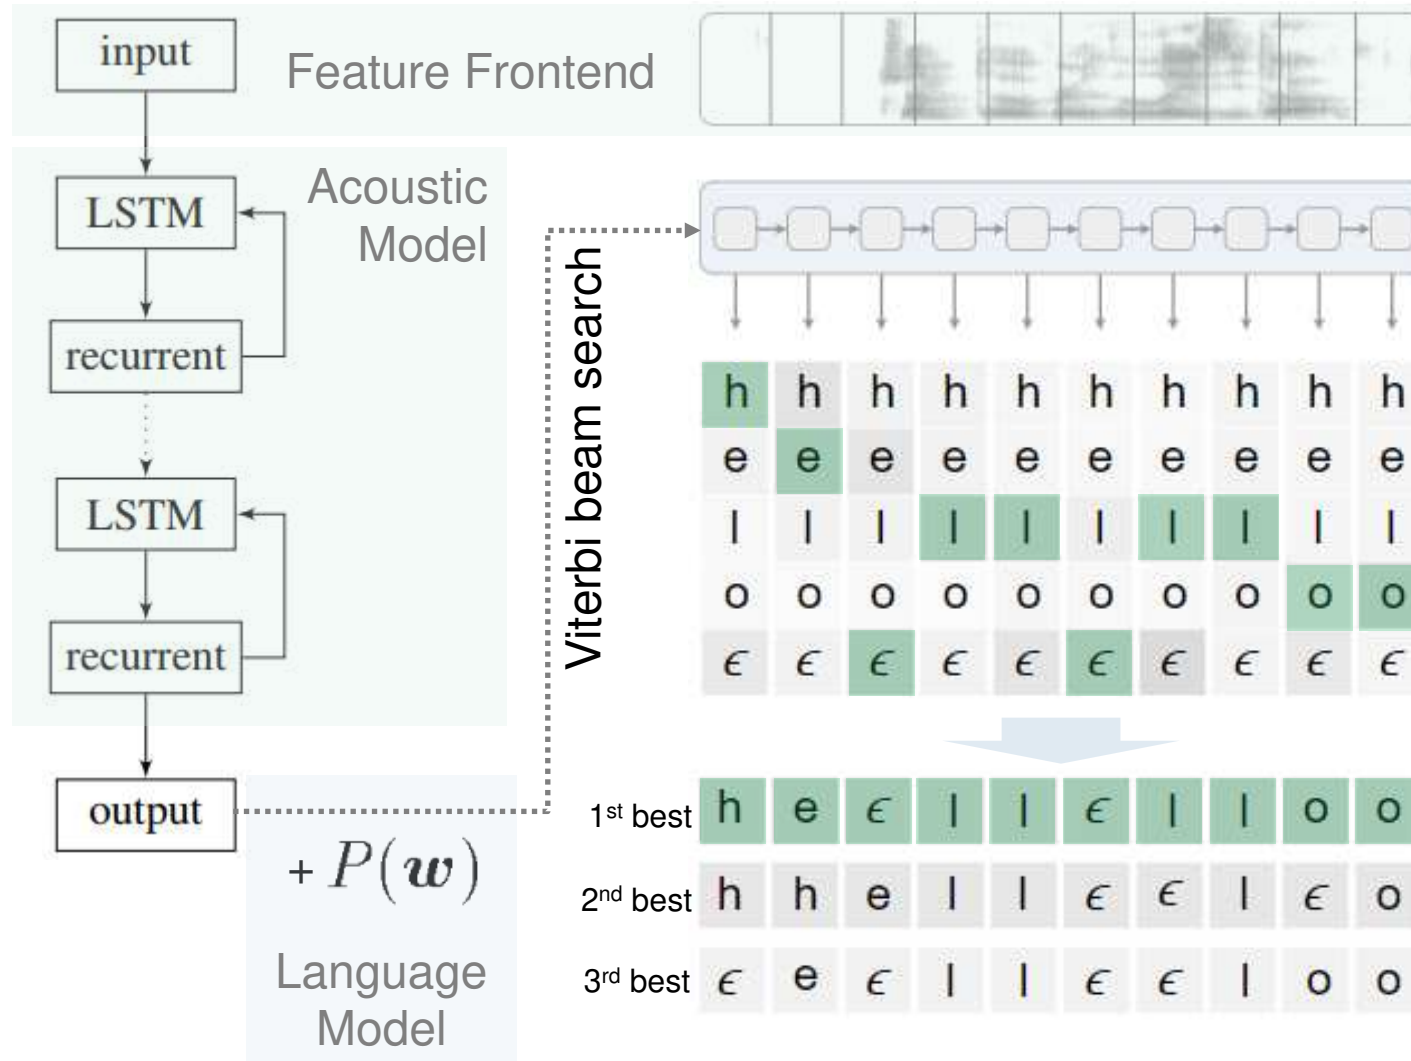 input
Feature Frontend
LSTM
Acoustic
Model
recurrent
LSTM
recurrent
output
+ P(w)
Language
Model
Viterbi beam search
h h h h h h h h h h
e e e e e e e e e e
l l l l l l l l l l
o o o o o o o o o o
ϵ ϵ ϵ ϵ ϵ ϵ ϵ ϵ ϵ ϵ
1st best h e ϵ l l ϵ l l o o
2nd best h h e l l ϵ ϵ l ϵ o
3rd best ϵ e ϵ l l ϵ ϵ l o o